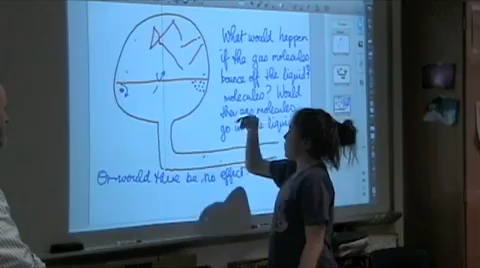 What would happen
if the gas molecules
bounce off the liquid?
molecules? Would
the gas molecules
go in the liquid
Or would there be no effect